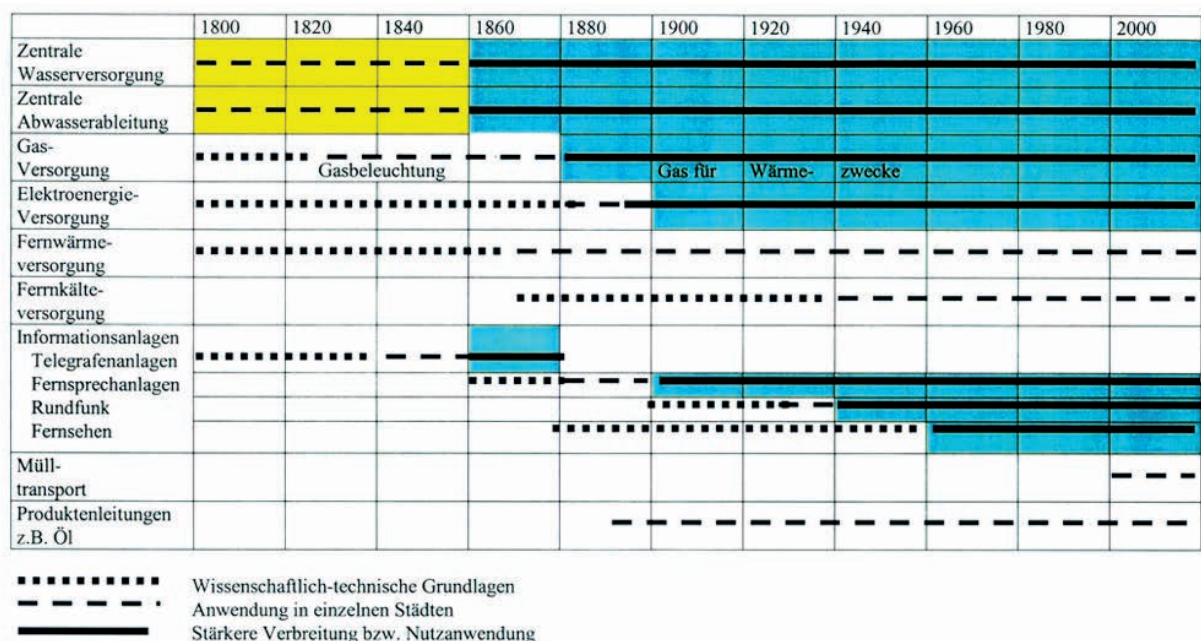 1800 1820 1840 1860 1880 1900 1920 1940 1960 1980 2000
Zentrale
Wasserversorgung
Zentrale
Abwasserableitung
Gas-
Versorgung
Gasbeleuchtung Gas für Wärme- zwecke
Elektroenergie-
Versorgung
Fernwärme-
versorgung
Ferrnkälte-
versorgung
Informationsanlagen
Telegrafenanlagen
Fernsprechanlagen
Rundfunk
Fernsehen
Müll-
transport
Produktenleitungen
z.B. Öl
Wissenschaftlich-technische Grundlagen
Anwendung in einzelnen Städten
Stärkere Verbreitung bzw. Nutzanwendung